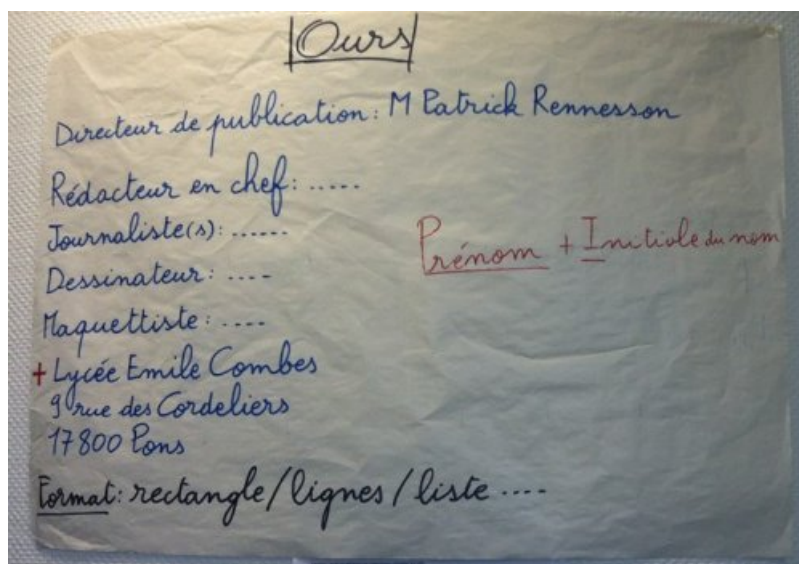 Ours
Directeur de publication: M Patrick Rennesson
Rédacteur en chef: .....
Journaliste(s): ......
Prénom + Initiale du nom
Dessinateur: ....
Maquettiste: ....
+ Lycée Emile Combes
9 rue des Cordeliers
17800 Pons
Format: rectangle/lignes/liste ....